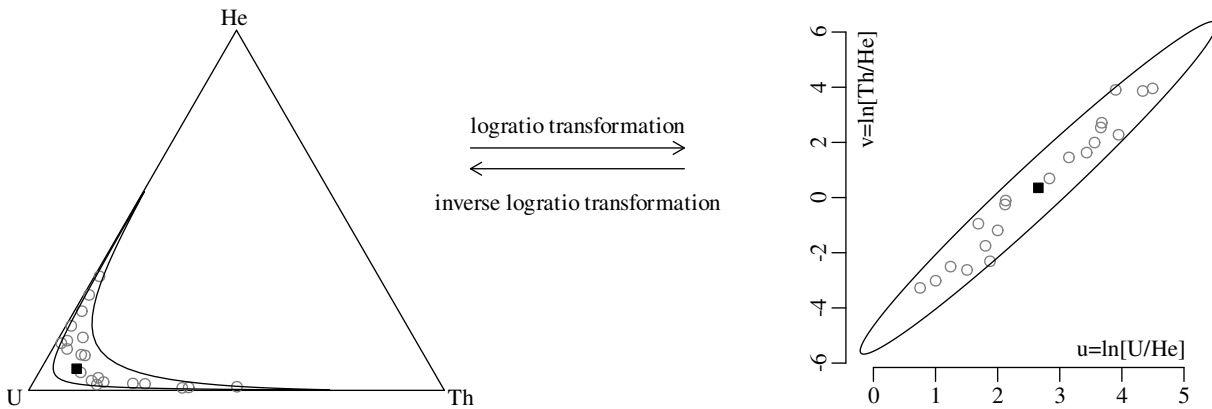 He
U
Th
logratio transformation
inverse logratio transformation
v=ln[Th/He]
6
4
2
0
-2
-4
-6
u=ln[U/He]
0 1 2 3 4 5